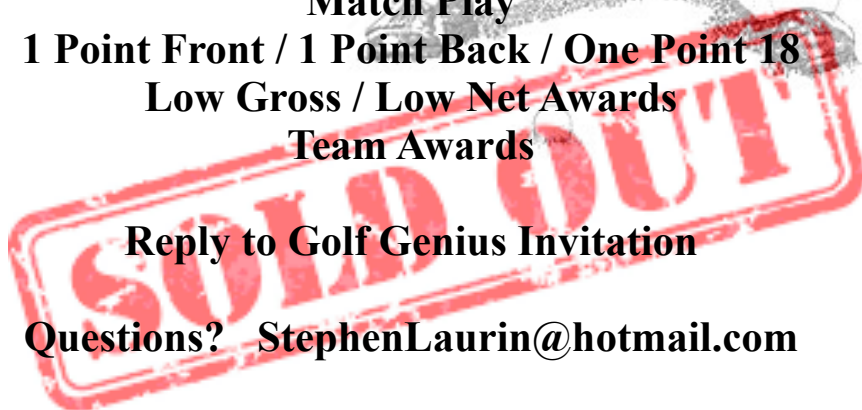 Match Play
1 Point Front / 1 Point Back / One Point 18
Low Gross / Low Net Awards
Team Awards
SOLD OUT
Reply to Golf Genius Invitation
Questions? StephenLaurin@hotmail.com